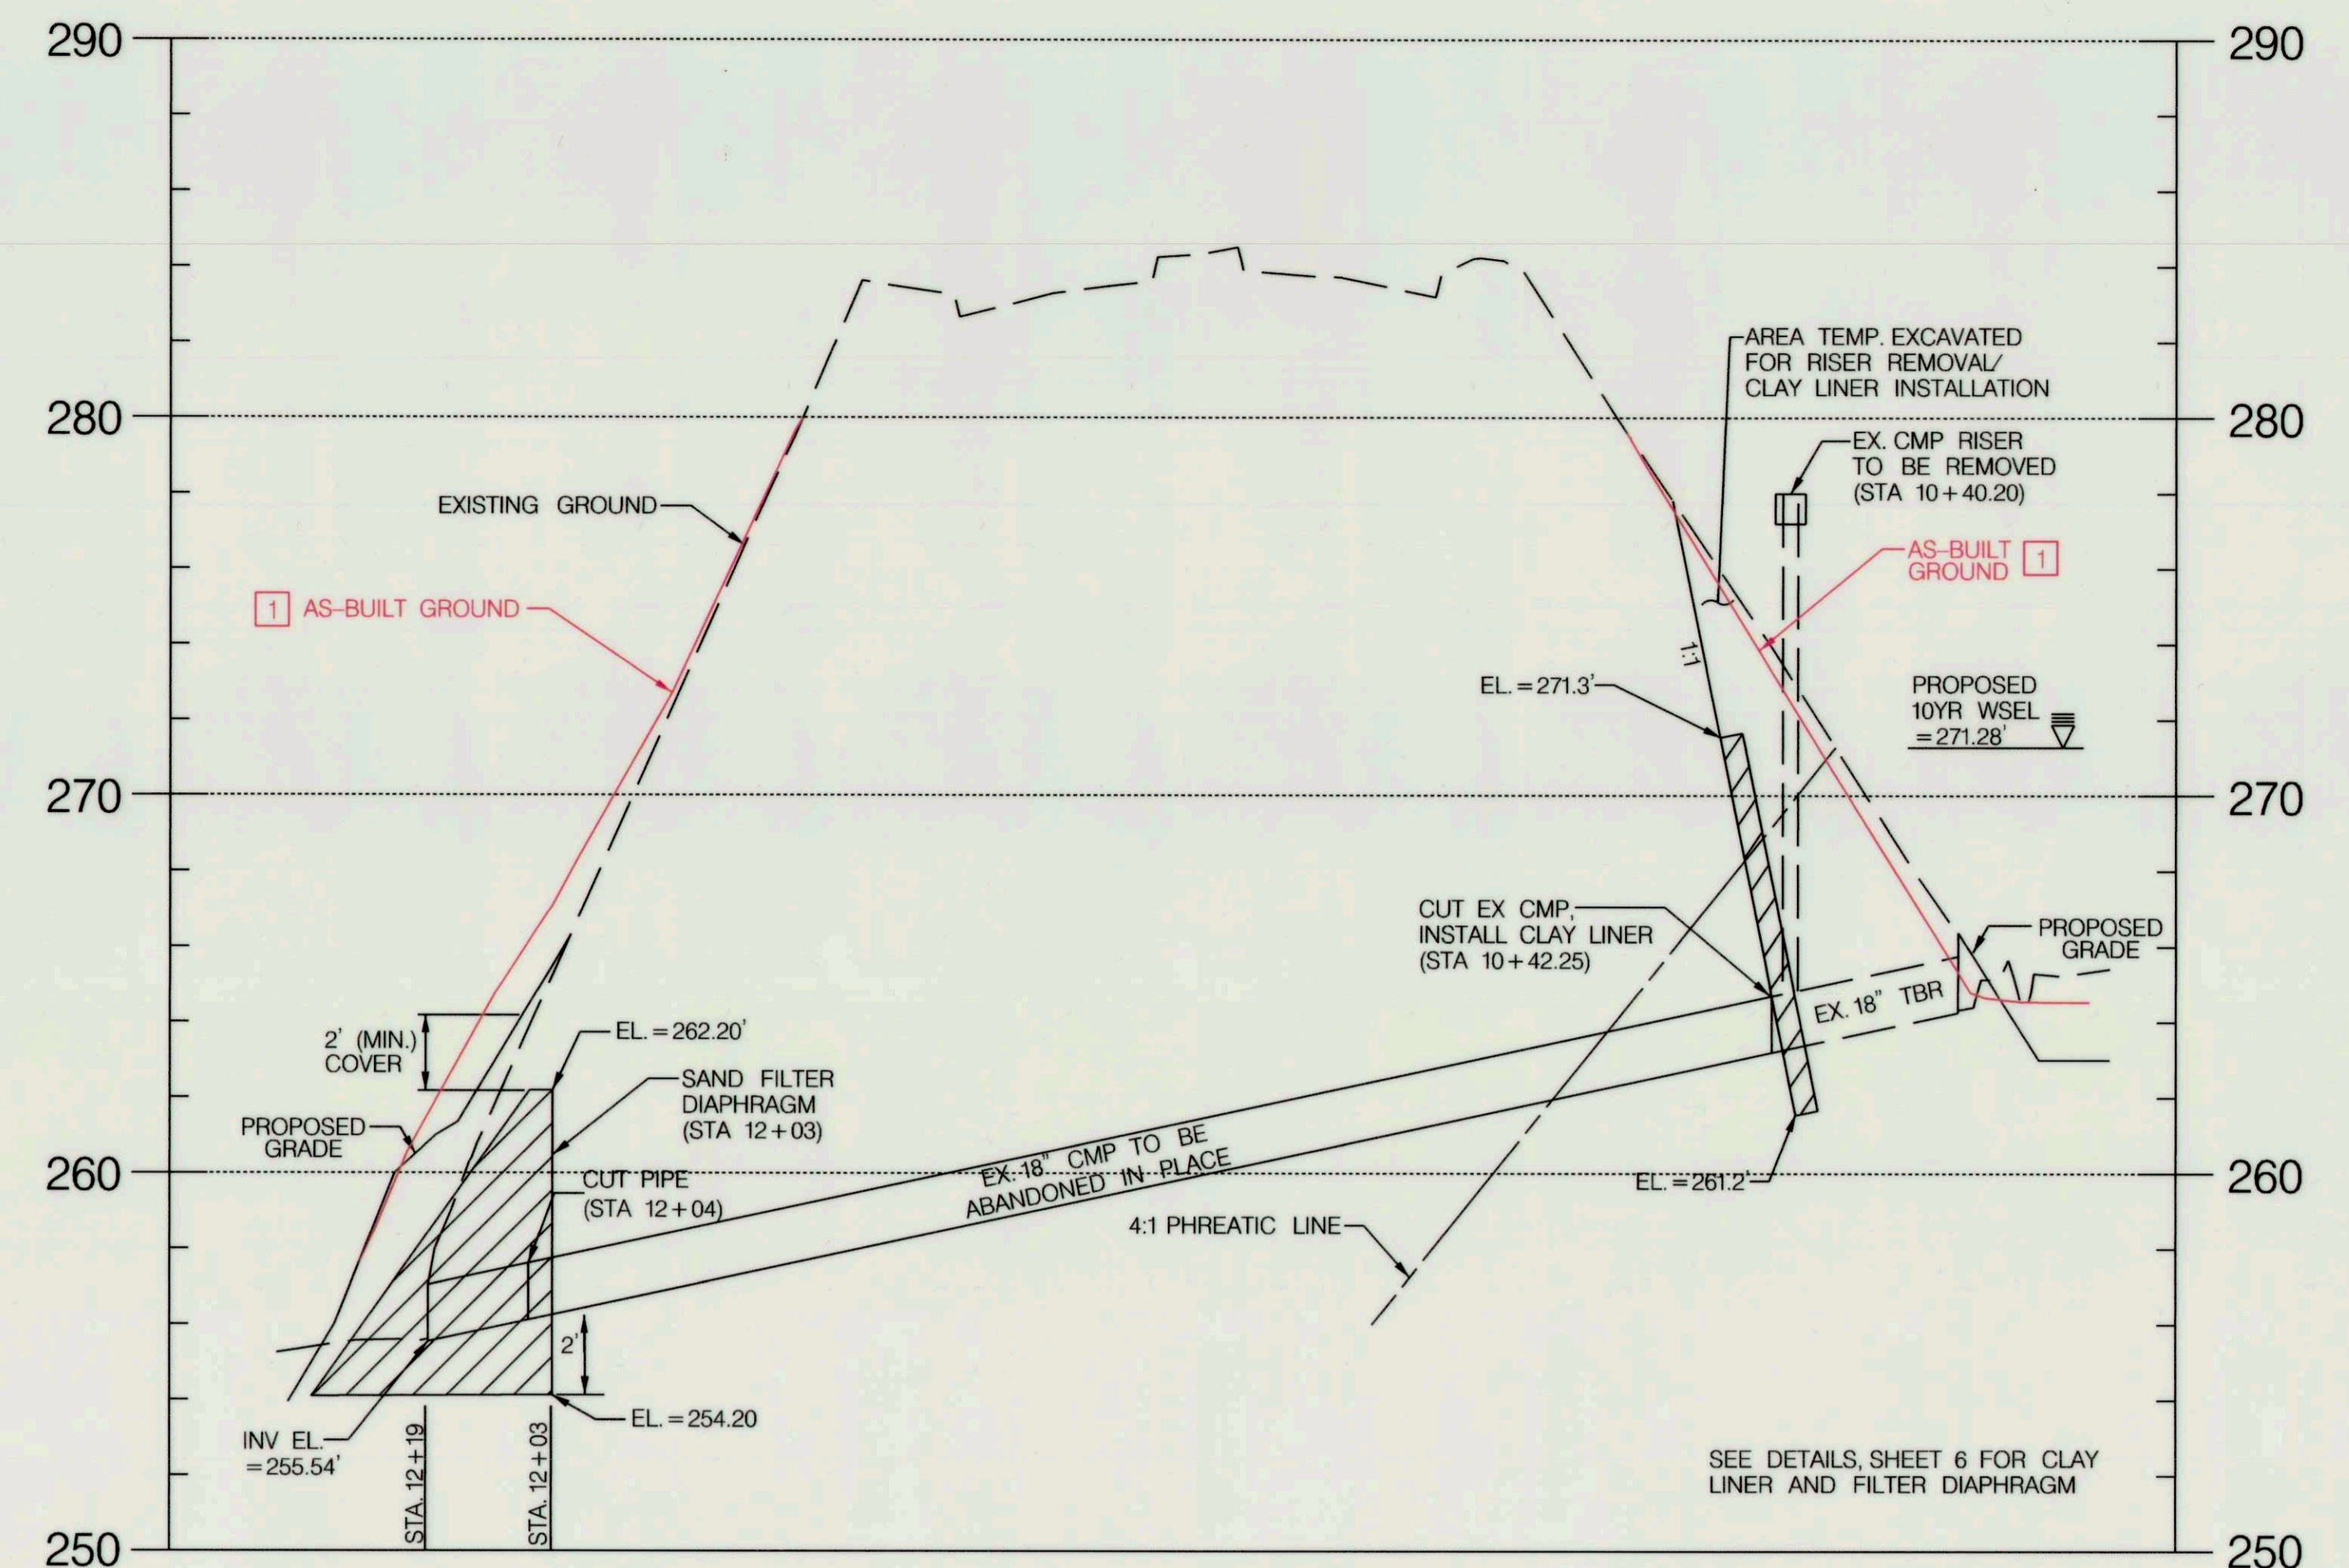 290
290
AREA TEMP. EXCAVATED
FOR RISER REMOVAL/
CLAY LINER INSTALLATION
280
280
EX. CMP RISER
TO BE REMOVED
(STA 10+40.20)
EXISTING GROUND
AS-BUILT
GROUND
1
1
AS-BUILT GROUND
1:1
EL. = 271.3'
PROPOSED
10YR WSEL
= 271.28'
270
270
CUT EX CMP,
INSTALL CLAY LINER
(STA 10+42.25)
PROPOSED
GRADE
EX. 18" TBR
2' (MIN.)
COVER
EL. = 262.20'
SAND FILTER
DIAPHRAGM
(STA 12+03)
PROPOSED
GRADE
260
260
CUT PIPE
(STA 12+04)
EX. 18" CMP TO BE
ABANDONED IN PLACE
EL. = 261.2'
4:1 PHREATIC LINE
2'
EL. = 254.20
INV EL.
= 255.54'
STA. 12+19
STA. 12+03
SEE DETAILS, SHEET 6 FOR CLAY
LINER AND FILTER DIAPHRAGM
250
250